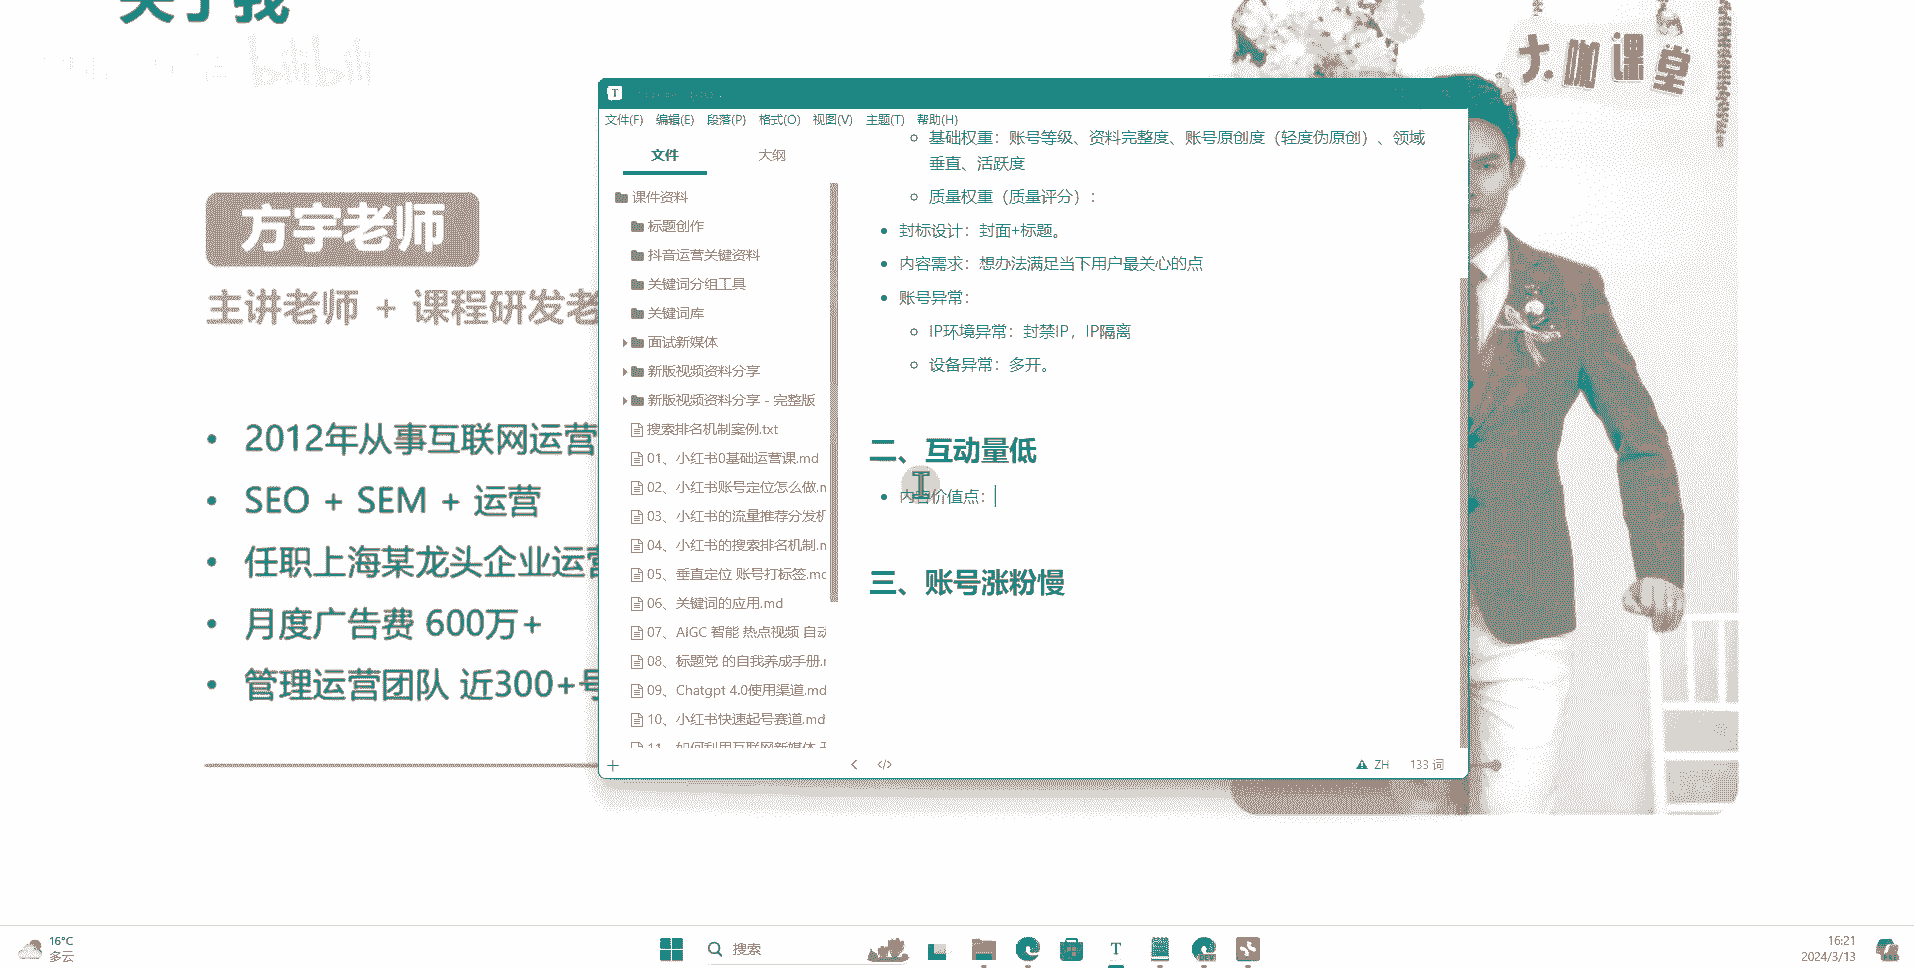 关于我
bilibili
大咖课堂
方宇老师
主讲老师 + 课程研发老
2012年从事互联网运营
SEO + SEM + 运营
任职上海某龙头企业运营
月度广告费 600万+
管理运营团队 近300+号
T
文件(F) 编辑(E) 段落(P) 格式(O) 视图(V) 主题(T) 帮助(H)
文件 大纲
课件资料
标题创作
抖音运营关键资料
关键词分组工具
关键词库
面试新媒体
新版视频资料分享
新版视频资料分享 - 完整版
搜索排名机制案例.txt
01、小红书0基础运营课.md
02、小红书账号定位怎么做.n
03、小红书的流量推荐分发机
04、小红书的搜索排名机制.n
05、垂直定位 账号打标签.mc
06、关键词的应用.md
07、AIGC 智能 热点视频 自动
08、标题党 的自我养成手册.r
09、Chatgpt 4.0使用渠道.md
10、小红书快速起号赛道.md
11、如何利用互联网新媒体
基础权重：账号等级、资料完整度、账号原创度（轻度伪原创）、领域
垂直、活跃度
质量权重（质量评分）：
封标设计：封面+标题。
内容需求：想办法满足当下用户最关心的点
账号异常：
IP环境异常：封禁IP，IP隔离
设备异常：多开。
二、互动量低
内容价值点：
三、账号涨粉慢
ZH 133 词
16°C
多云
搜索
T
16:21
2024/3/13